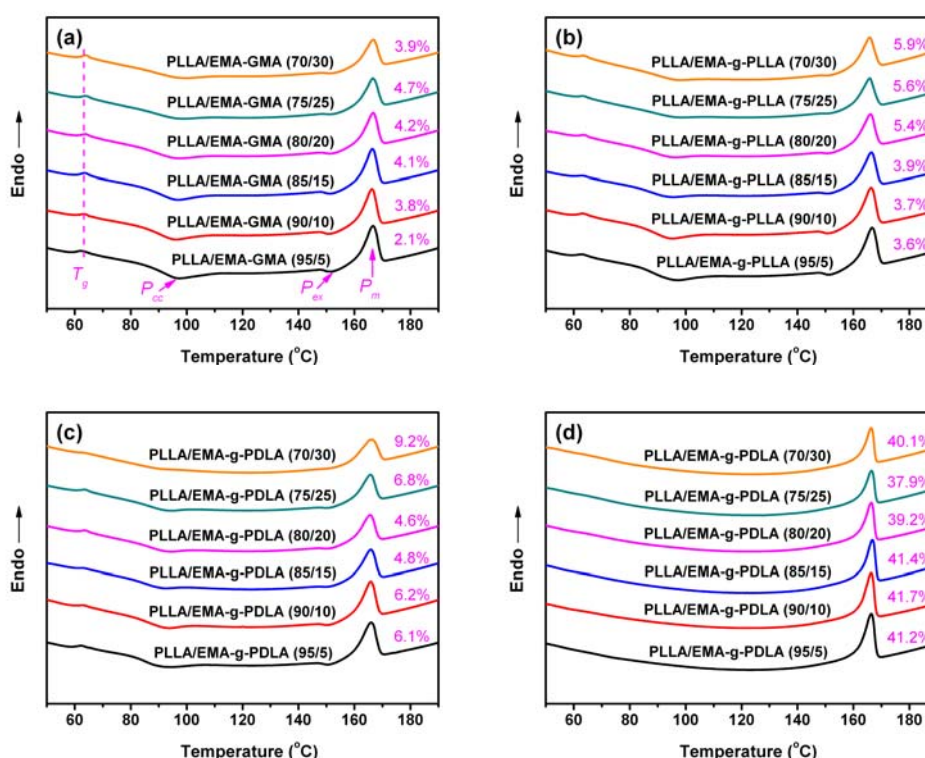 (a)
3.9%
PLLA/EMA-GMA (70/30)
4.7%
PLLA/EMA-GMA (75/25)
4.2%
PLLA/EMA-GMA (80/20)
4.1%
PLLA/EMA-GMA (85/15)
3.8%
PLLA/EMA-GMA (90/10)
2.1%
PLLA/EMA-GMA (95/5)
Tg
Pcc
Pex
Pm
Endo
60 80 100 120 140 160 180
Temperature (°C)
(b)
5.9%
PLLA/EMA-g-PLLA (70/30)
5.6%
PLLA/EMA-g-PLLA (75/25)
5.4%
PLLA/EMA-g-PLLA (80/20)
3.9%
PLLA/EMA-g-PLLA (85/15)
3.7%
PLLA/EMA-g-PLLA (90/10)
3.6%
PLLA/EMA-g-PLLA (95/5)
Endo
60 80 100 120 140 160 180
Temperature (°C)
(c)
9.2%
PLLA/EMA-g-PDLA (70/30)
6.8%
PLLA/EMA-g-PDLA (75/25)
4.6%
PLLA/EMA-g-PDLA (80/20)
4.8%
PLLA/EMA-g-PDLA (85/15)
6.2%
PLLA/EMA-g-PDLA (90/10)
6.1%
PLLA/EMA-g-PDLA (95/5)
Endo
60 80 100 120 140 160 180
Temperature (°C)
(d)
40.1%
PLLA/EMA-g-PDLA (70/30)
37.9%
PLLA/EMA-g-PDLA (75/25)
39.2%
PLLA/EMA-g-PDLA (80/20)
41.4%
PLLA/EMA-g-PDLA (85/15)
41.7%
PLLA/EMA-g-PDLA (90/10)
41.2%
PLLA/EMA-g-PDLA (95/5)
Endo
60 80 100 120 140 160 180
Temperature (°C)